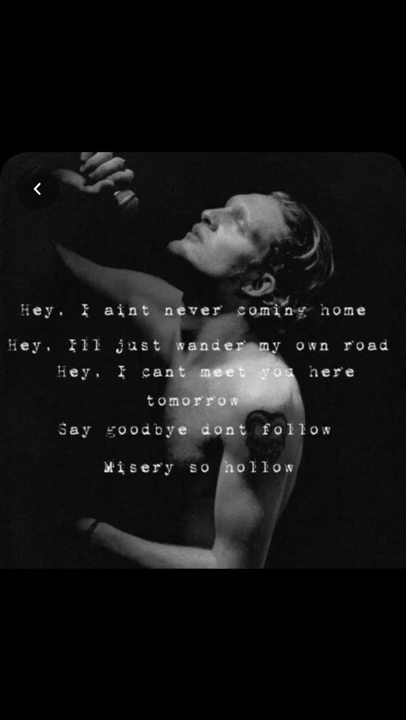 Hey, I aint never coming home
Hey, Ill just wander my own road
Hey, I cant meet you here
tomorrow
Say goodbye dont follow
Misery so hollow